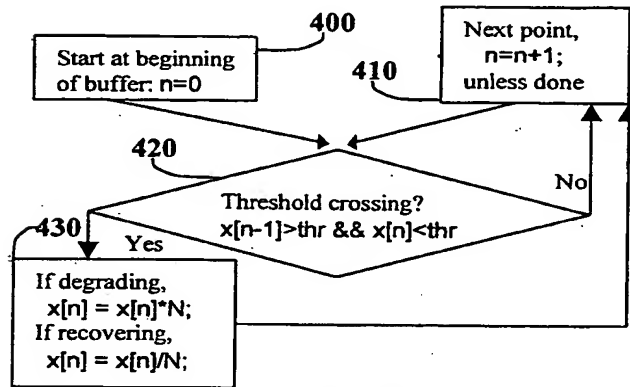 400
Start at beginning
of buffer: n=0
Next point,
n=n+1;
unless done
410
420
Threshold crossing?
x[n-1]>thr && x[n]<thr
No
Yes
430
If degrading,
x[n] = x[n]*N;
If recovering,
x[n] = x[n]/N;